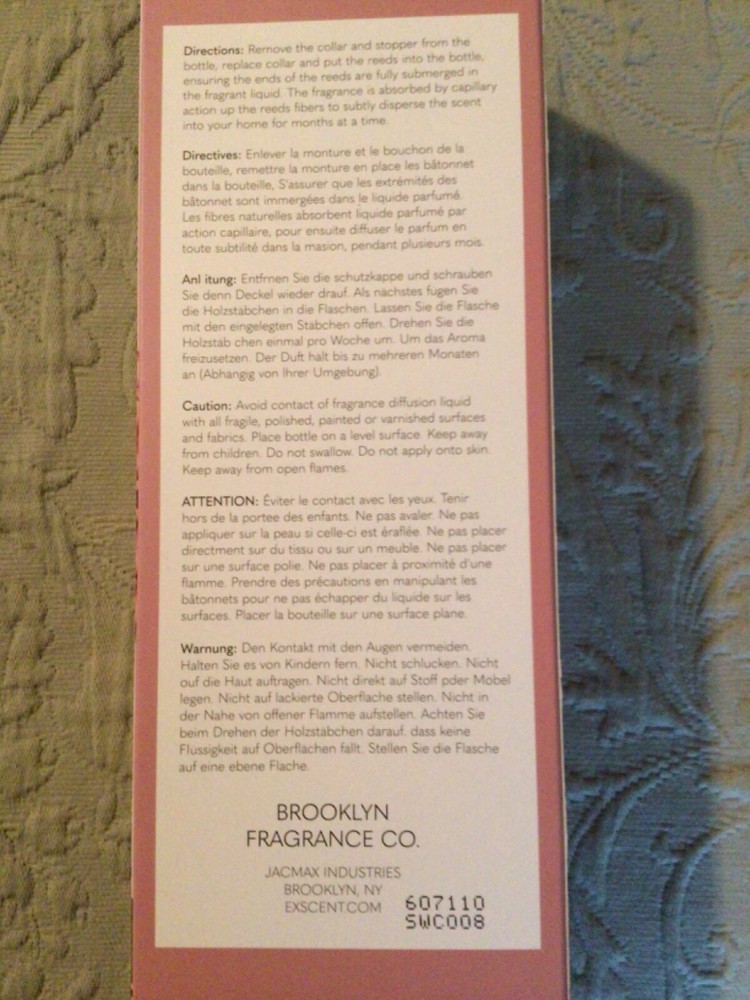 Directions: Remove the collar and stopper from the
bottle, replace collar and put the reeds into the bottle,
ensuring the ends of the reeds are fully submerged in
the fragrant liquid. The fragrance is absorbed by capillary
action up the reeds fibers to subtly disperse the scent
into your home for months at a time.
Directives: Enlever la monture et le bouchon de la
bouteille, remettre la monture en place les bâtonnet
dans la bouteille, S'assurer que les extrémités des
bâtonnet sont immergées dans le liquide parfumé.
Les fibres naturelles absorbent liquide parfumé par
action capillaire, pour ensuite diffuser le parfum en
toute subtilité dans la masion, pendant plusieurs mois.
Anl itung: Entfrnen Sie die schutzkappe und schrauben
Sie denn Deckel wieder drauf. Als nachstes fugen Sie
die Holzstabchen in die Flaschen. Lassen Sie die Flasche
mit den eingelegten Stabchen offen. Drehen Sie die
Holzstab chen einmal pro Woche um. Um das Aroma
freizusetzen. Der Duft halt bis zu mehreren Monaten
an (Abhangig von Ihrer Umgebung).
Caution: Avoid contact of fragrance diffusion liquid
with all fragile, polished, painted or varnished surfaces
and fabrics. Place bottle on a level surface. Keep away
from children. Do not swallow. Do not apply onto skin.
Keep away from open flames.
ATTENTION: Éviter le contact avec les yeux. Tenir
hors de la portee des enfants. Ne pas avaler. Ne pas
appliquer sur la peau si celle-ci est éraflée. Ne pas placer
directment sur du tissu ou sur un meuble. Ne pas placer
sur une surface polie. Ne pas placer à proximité d'une
flamme. Prendre des précautions en manipulant les
bâtonnets pour ne pas échapper du liquide sur les
surfaces. Placer la bouteille sur une surface plane.
Warnung: Den Kontakt mit den Augen vermeiden.
Halten Sie es von Kindern fern. Nicht schlucken. Nicht
ouf die Haut auftragen. Nicht direkt auf Stoff pder Mobel
legen. Nicht auf lackierte Oberflache stellen. Nicht in
der Nahe von offener Flamme aufstellen. Achten Sie
beim Drehen der Holzstabchen darauf. dass keine
Flussigkeit auf Oberflachen fallt. Stellen Sie die Flasche
auf eine ebene Flache.
BROOKLYN
FRAGRANCE CO.
JACMAX INDUSTRIES
BROOKLYN, NY
EXSCENT.COM
607110
SWC008